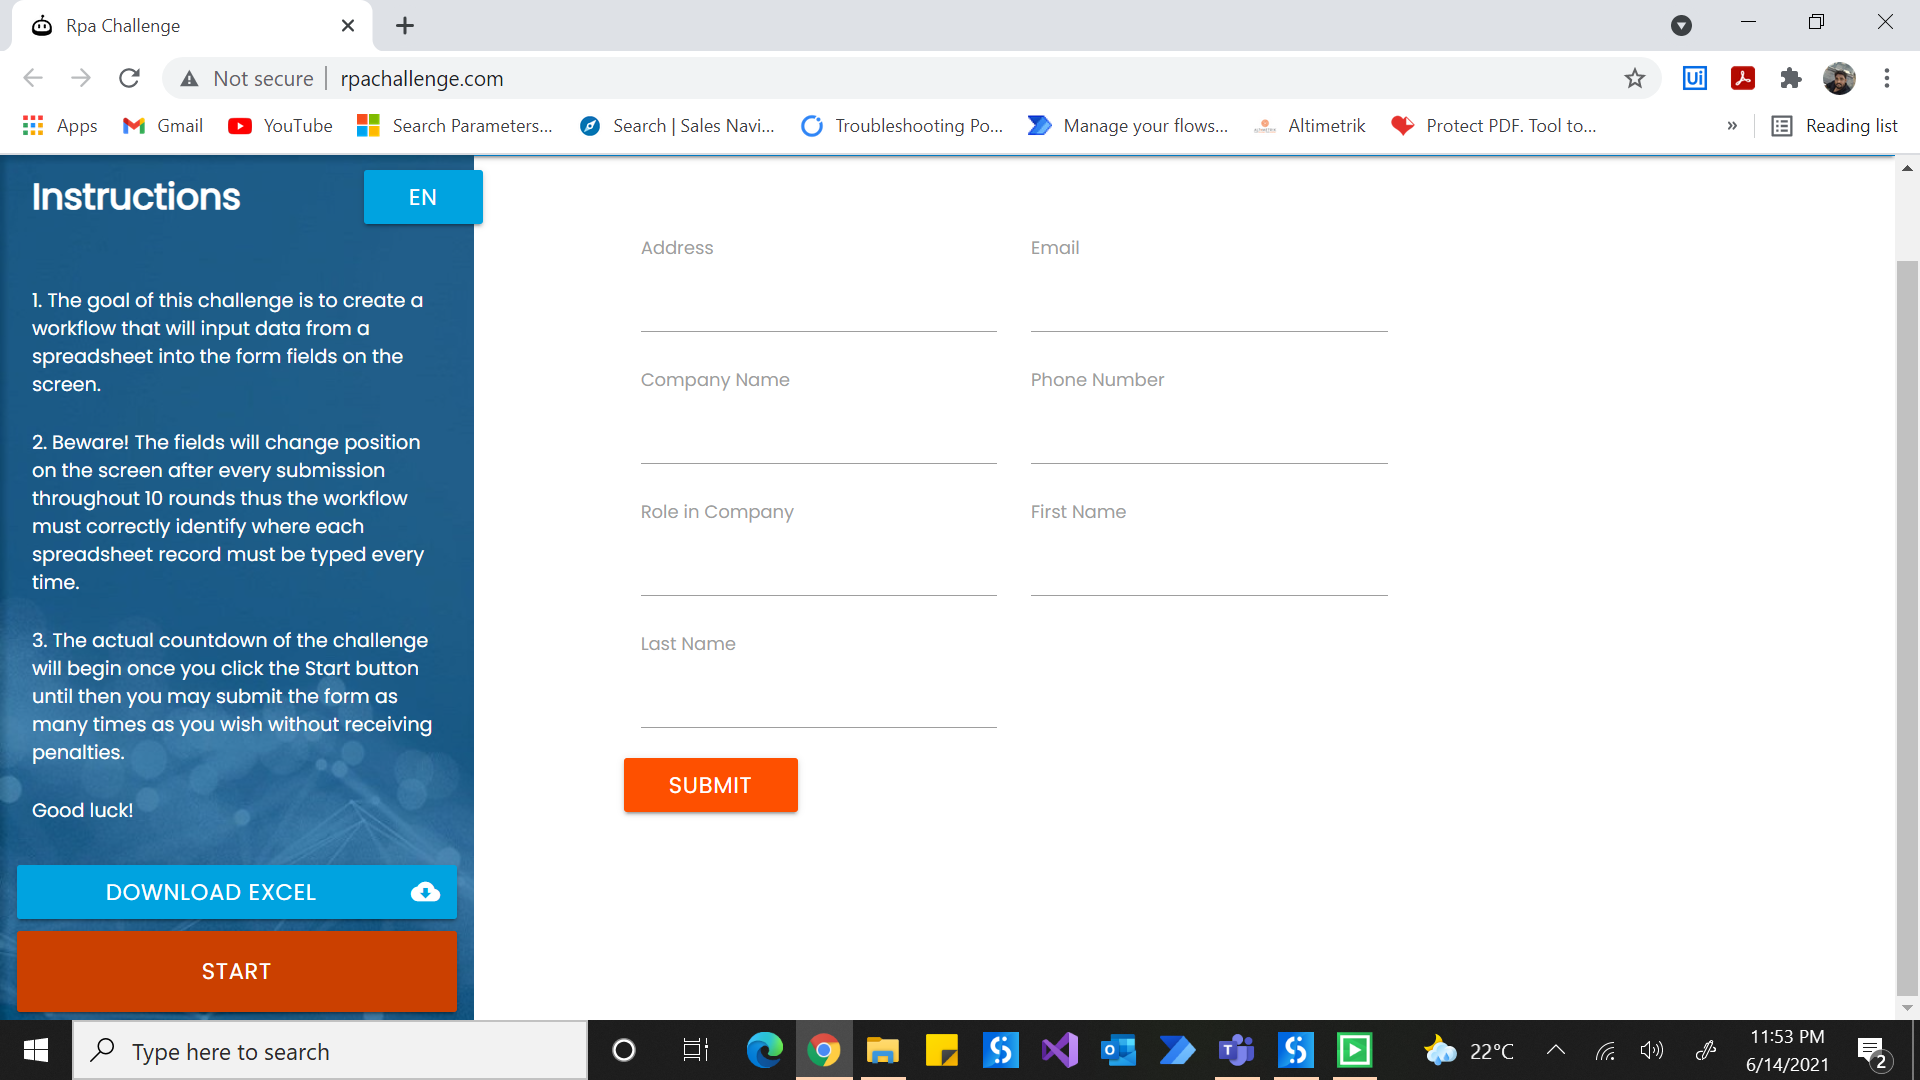 Rpa Challenge
Not secure
rpachallenge.com
Apps
Gmail
YouTube
Search Parameters...
Search | Sales Navi...
Troubleshooting Po...
Manage your flows...
Altimetrik
Protect PDF. Tool to...
»
Reading list
Instructions
EN
1. The goal of this challenge is to create a
workflow that will input data from a
spreadsheet into the form fields on the
screen.
2. Beware! The fields will change position
on the screen after every submission
throughout 10 rounds thus the workflow
must correctly identify where each
spreadsheet record must be typed every
time.
3. The actual countdown of the challenge
will begin once you click the Start button
until then you may submit the form as
many times as you wish without receiving
penalties.
Good luck!
DOWNLOAD EXCEL
START
Address
Email
Company Name
Phone Number
Role in Company
First Name
Last Name
SUBMIT
Type here to search
22°C
11:53 PM
6/14/2021
2